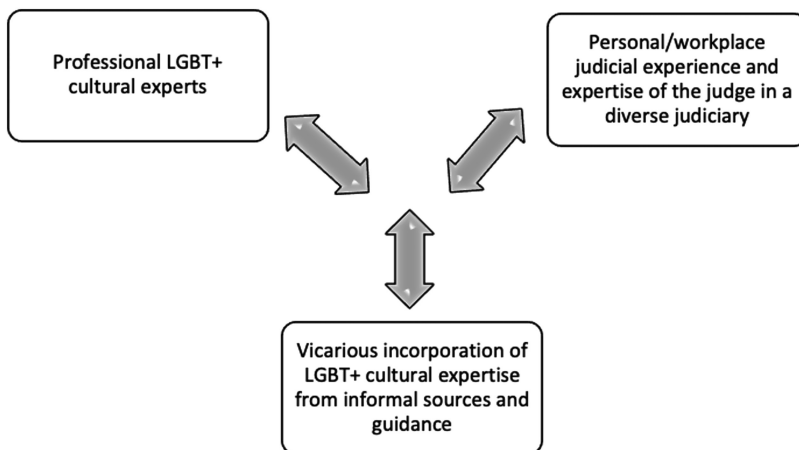 Professional LGBT+
cultural experts
Personal/workplace
judicial experience and
expertise of the judge in a
diverse judiciary
Vicarious incorporation of
LGBT+ cultural expertise
from informal sources and
guidance